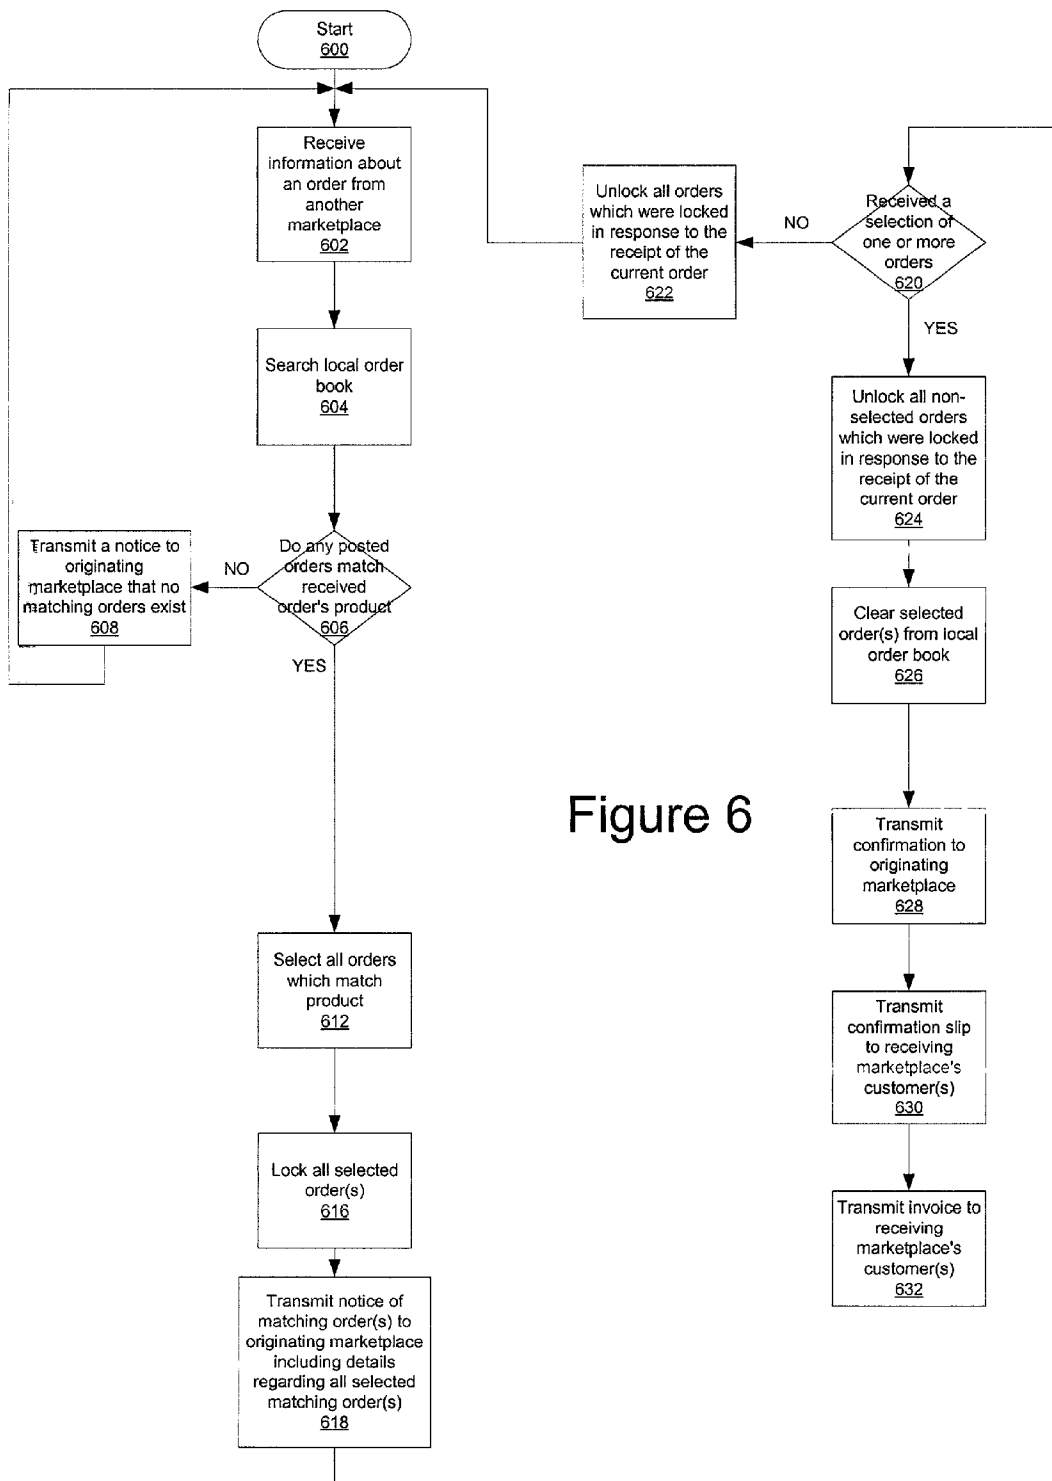 Start
600
Receive
information about
an order from
another
marketplace
602
Search local order
book
604
Do any posted
orders match
received
order's product
606
NO
YES
Transmit a notice to
originating
marketplace that no
matching orders exist
608
Select all orders
which match
product
612
Lock all selected
order(s)
616
Transmit notice of
matching order(s) to
originating marketplace
including details
regarding all selected
matching order(s)
618
Received a
selection of
one or more
orders
620
NO
YES
Unlock all orders
which were locked
in response to the
receipt of the
current order
622
Unlock all non-
selected orders
which were locked
in response to the
receipt of the
current order
624
Clear selected
order(s) from local
order book
626
Transmit
confirmation to
originating
marketplace
628
Transmit
confirmation slip
to receiving
marketplace's
customer(s)
630
Transmit invoice to
receiving
marketplace's
customer(s)
632
Figure 6